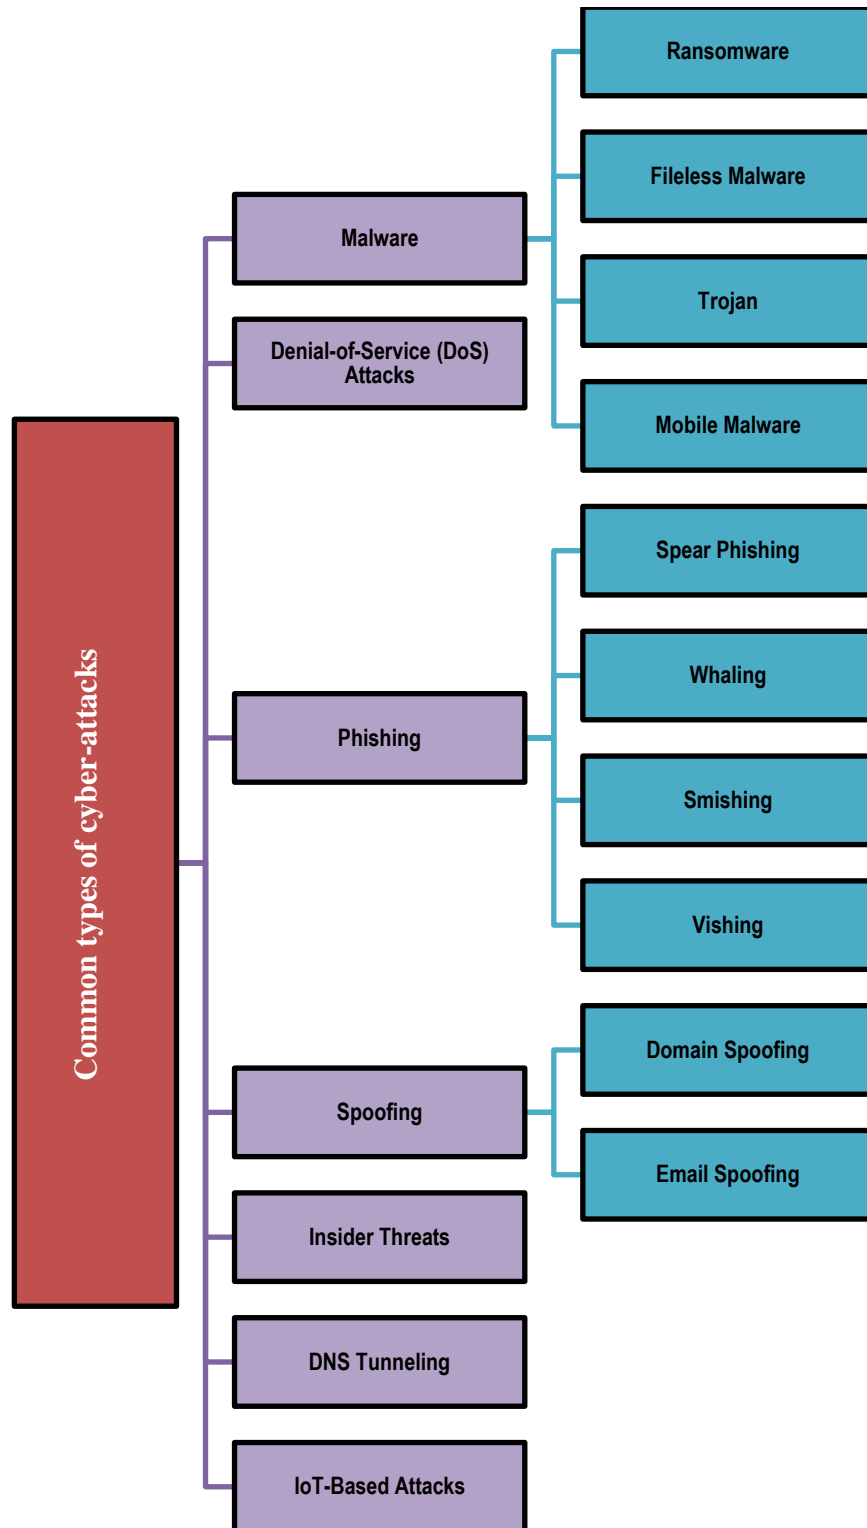 Common types of cyber-attacks
Malware
Ransomware
Fileless Malware
Trojan
Mobile Malware
Denial-of-Service (DoS)
Attacks
Phishing
Spear Phishing
Whaling
Smishing
Vishing
Spoofing
Domain Spoofing
Email Spoofing
Insider Threats
DNS Tunneling
IoT-Based Attacks